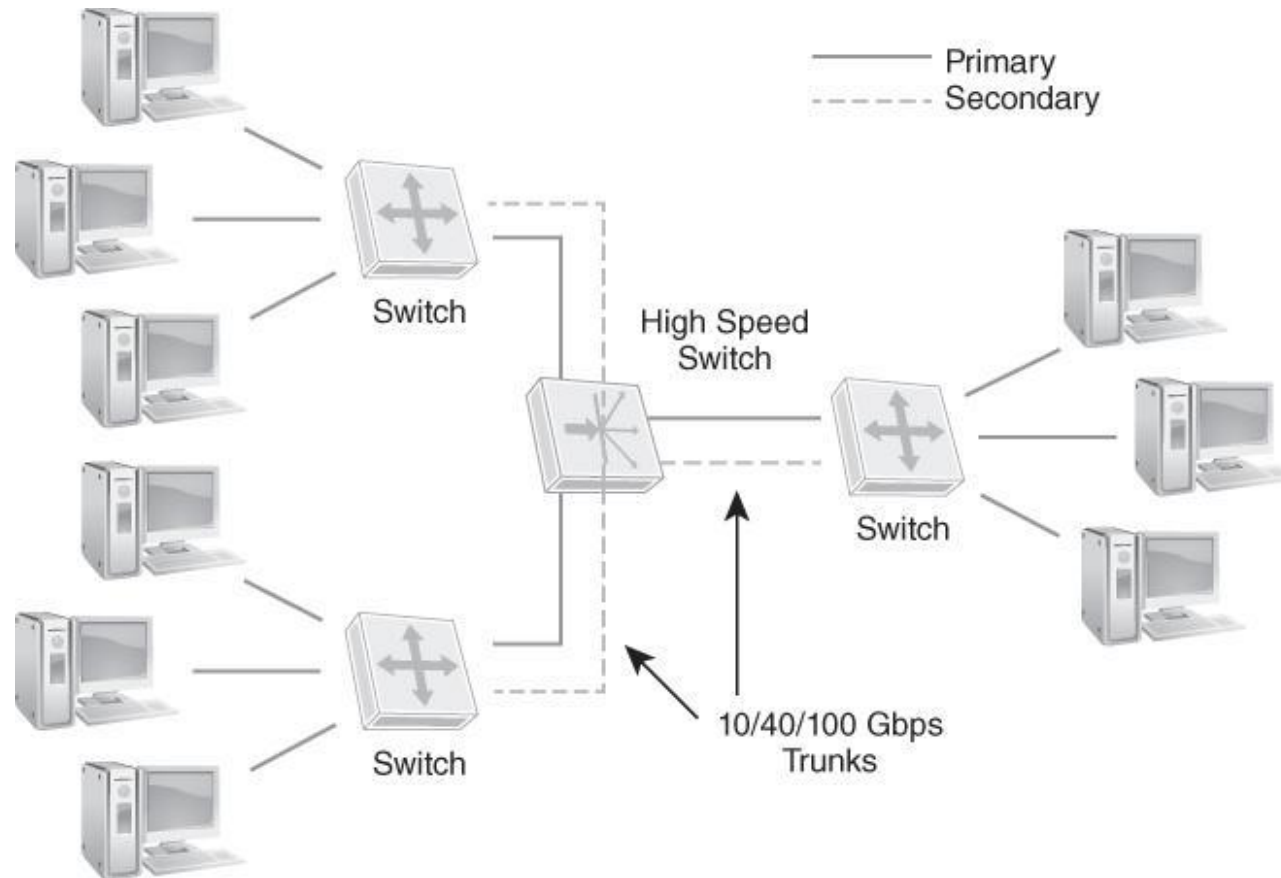 Primary
Secondary
Switch
High Speed
Switch
Switch
Switch
10/40/100 Gbps
Trunks